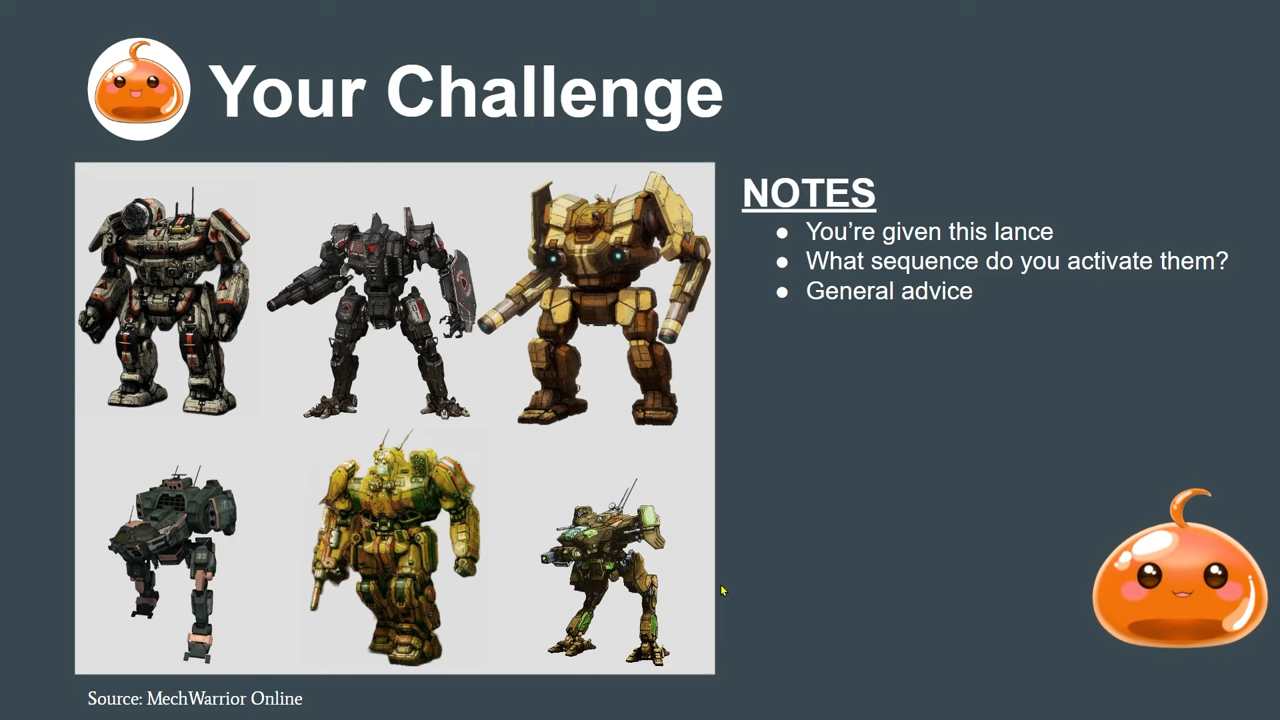 Your Challenge
NOTES
● You’re given this lance
● What sequence do you activate them?
● General advice
Source: MechWarrior Online